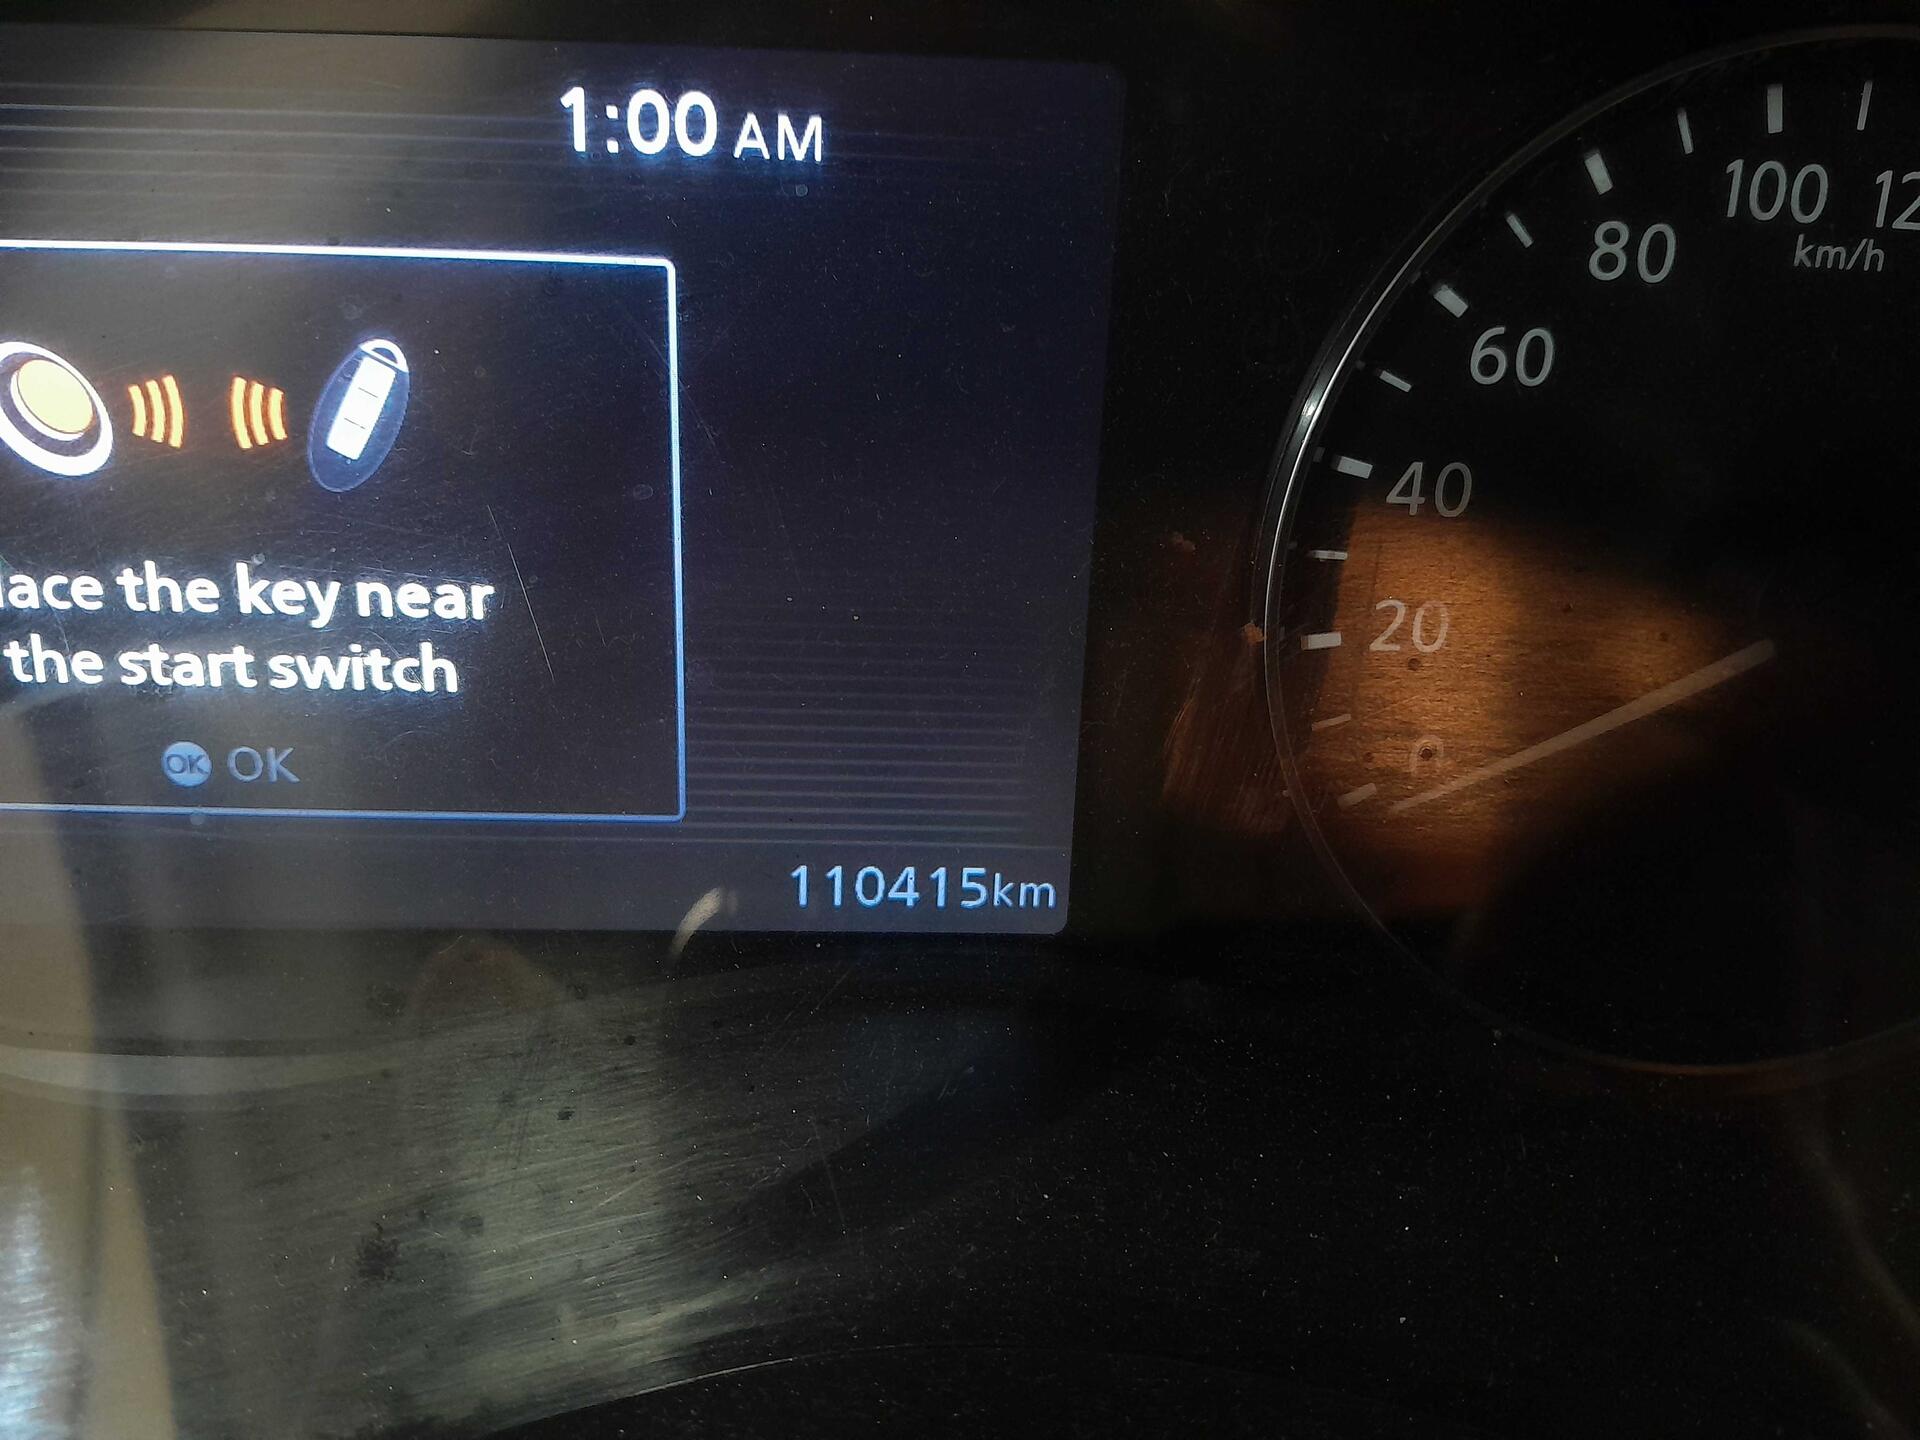 1:00 AM
lace the key near
the start switch
OK OK
110415km
100
80
km/h
60
40
20
0